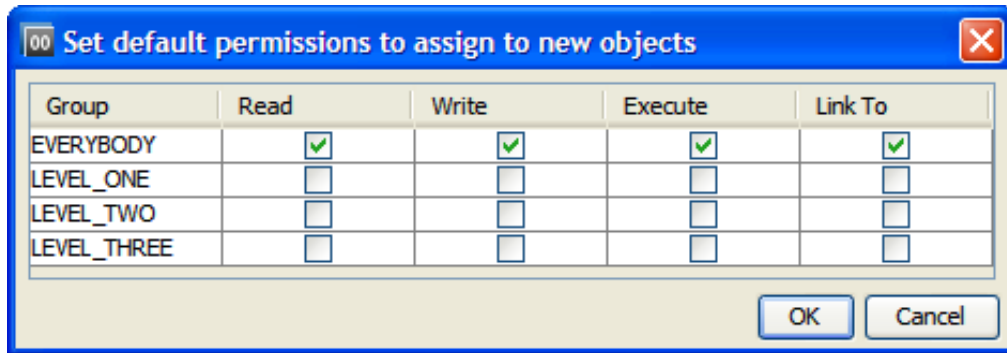 00 Set default permissions to assign to new objects
Group Read Write Execute Link To
EVERYBODY
LEVEL_ONE
LEVEL_TWO
LEVEL_THREE
OK Cancel